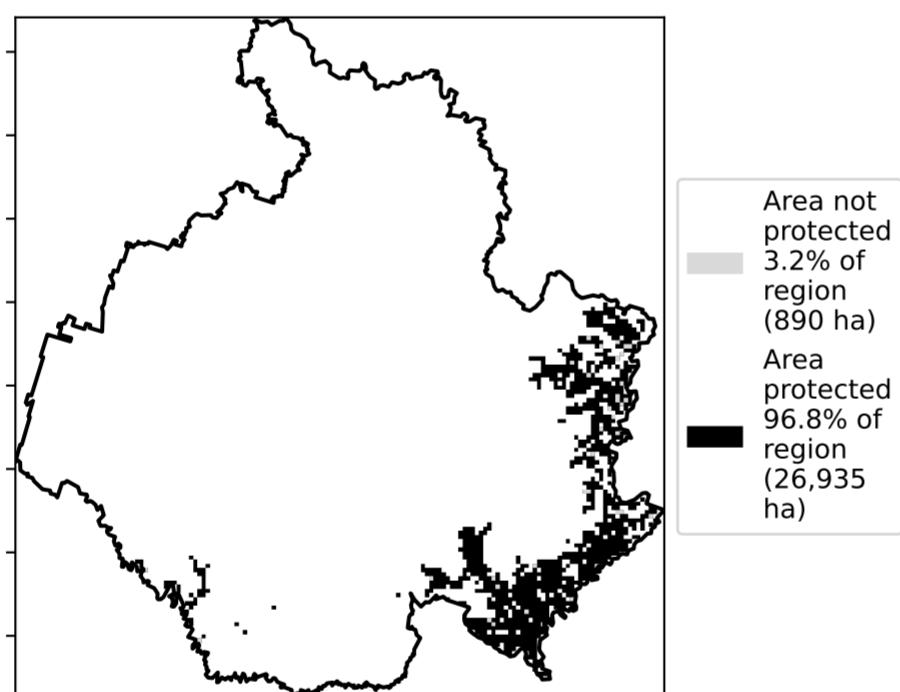 Area not
protected
3.2% of
region
(890 ha)
Area
protected
96.8% of
region
(26,935
ha)